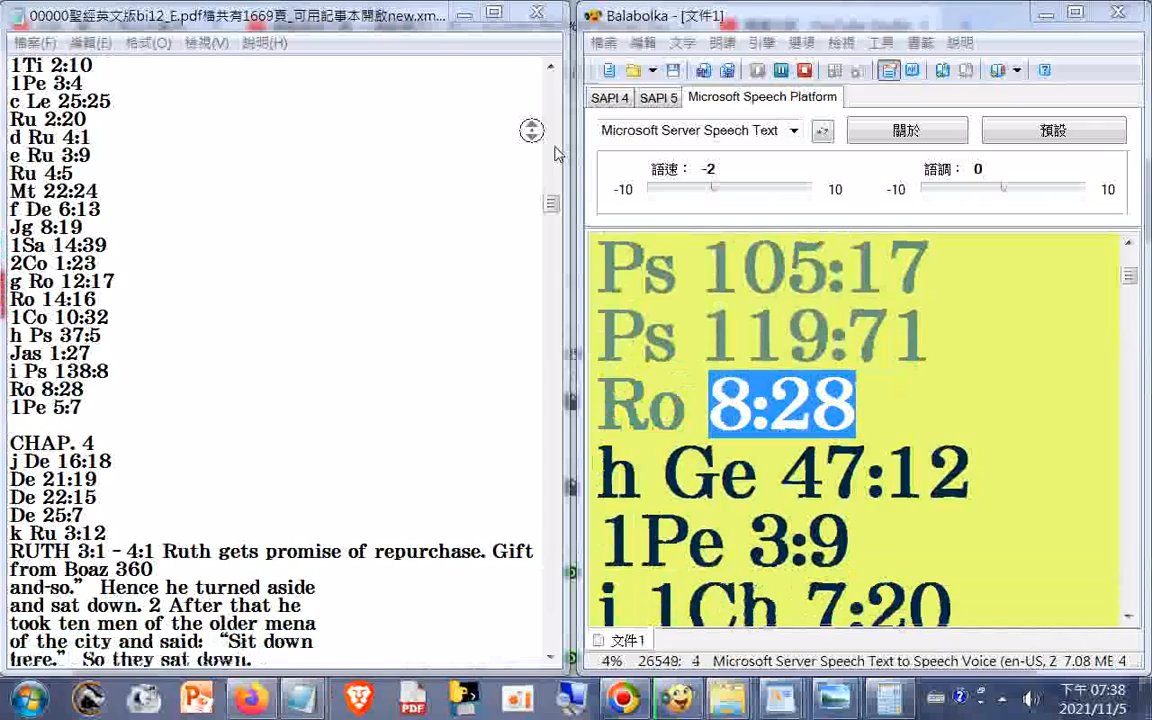 00000聖經英文版bi12_E.pdf檔共有1669頁_可用記事本開啟new.xm...
檔案(F) 編輯(E) 格式(O) 檢視(V) 說明(H)
1Ti 2:10
1Pe 3:4
c Le 25:25
Ru 2:20
d Ru 4:1
e Ru 3:9
Ru 4:5
Mt 22:24
f De 6:13
Jg 8:19
1Sa 14:39
2Co 1:23
g Ro 12:17
Ro 14:16
1Co 10:32
h Ps 37:5
Jas 1:27
i Ps 138:8
Ro 8:28
1Pe 5:7
CHAP. 4
j De 16:18
De 21:19
De 22:15
De 25:7
k Ru 3:12
RUTH 3:1 – 4:1 Ruth gets promise of repurchase. Gift
from Boaz 360
and-so.” Hence he turned aside
and sat down. 2 After that he
took ten men of the older mena
of the city and said: “Sit down
here.” So they sat down.
Balabolka - [文件1]
檔案 編輯 文字 朗讀 引擎 選項 檢視 工具 書籤 說明
SAPI 4 SAPI 5 Microsoft Speech Platform
Microsoft Server Speech Text 關於 預設
語速： -2 語調： 0
-10 10 -10 10
Ps 105:17
Ps 119:71
Ro 8:28
h Ge 47:12
1Pe 3:9
i 1Ch 7:20
文件1
4% 26549: 4 Microsoft Server Speech Text to Speech Voice (en-US, Z 7.08 ME 4
PDF
下午 07:38
2021/11/5